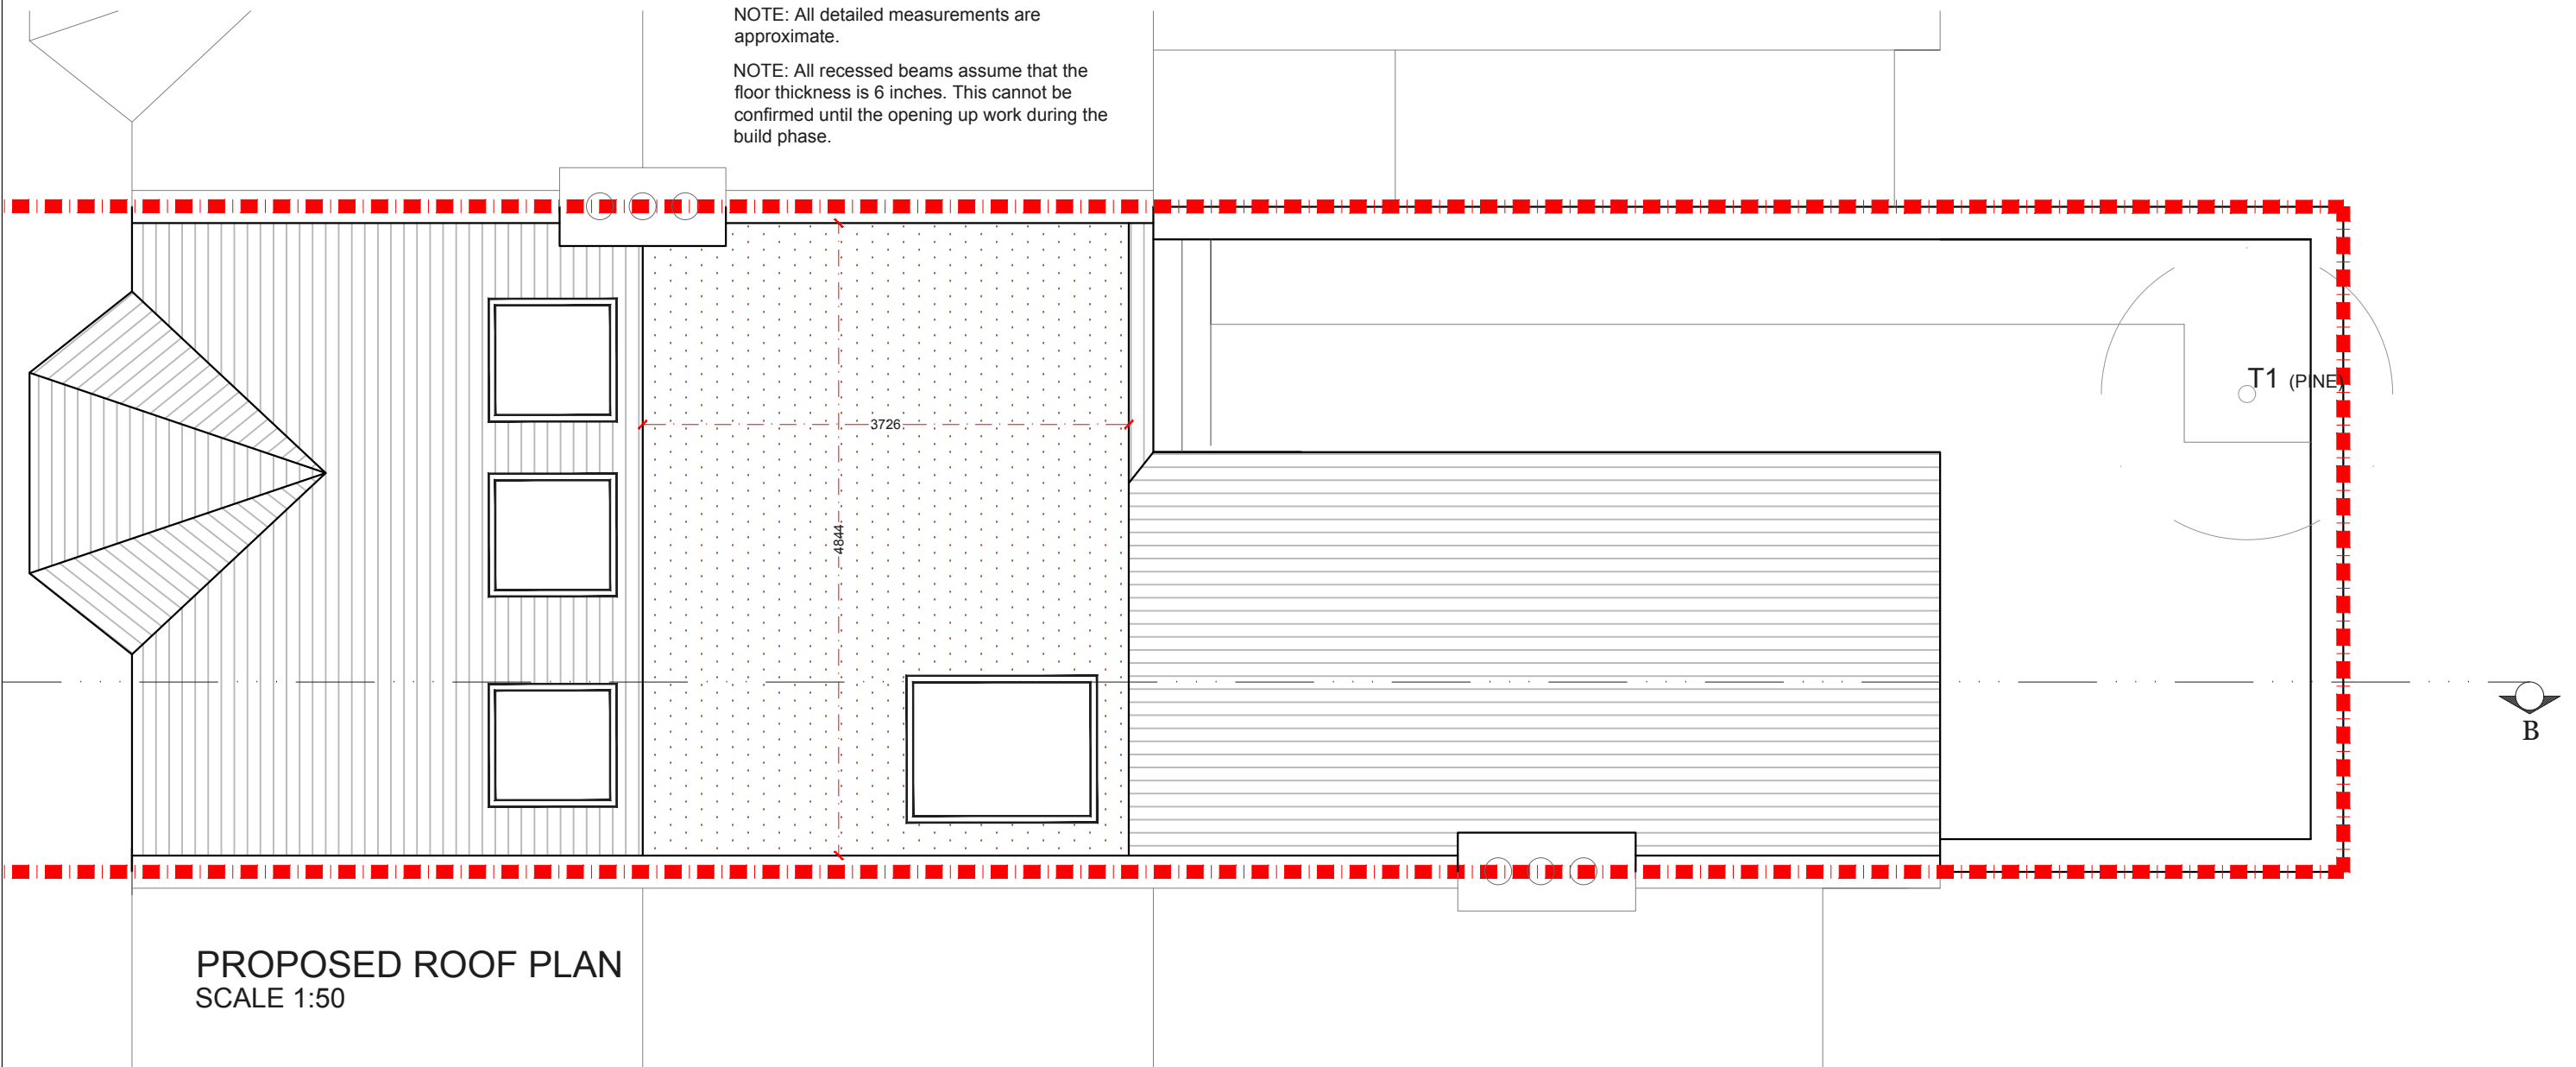 NOTE: All detailed measurements are
approximate.
NOTE: All recessed beams assume that the
floor thickness is 6 inches. This cannot be
confirmed until the opening up work during the
build phase.
T1 (PINE)
3726
4844
B
PROPOSED ROOF PLAN
SCALE 1:50